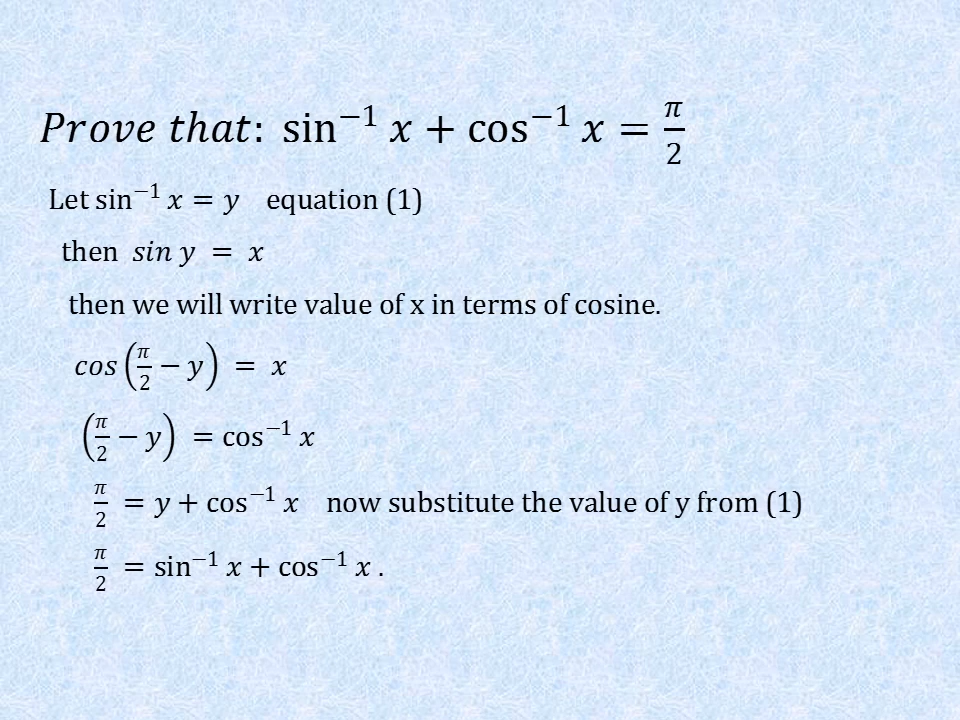 Prove that: sin⁻¹ x + cos⁻¹ x = π/2
Let sin⁻¹ x = y equation (1)
then sin y = x
then we will write value of x in terms of cosine.
cos (π/2 − y) = x
(π/2 − y) = cos⁻¹ x
π/2 = y + cos⁻¹ x now substitute the value of y from (1)
π/2 = sin⁻¹ x + cos⁻¹ x .